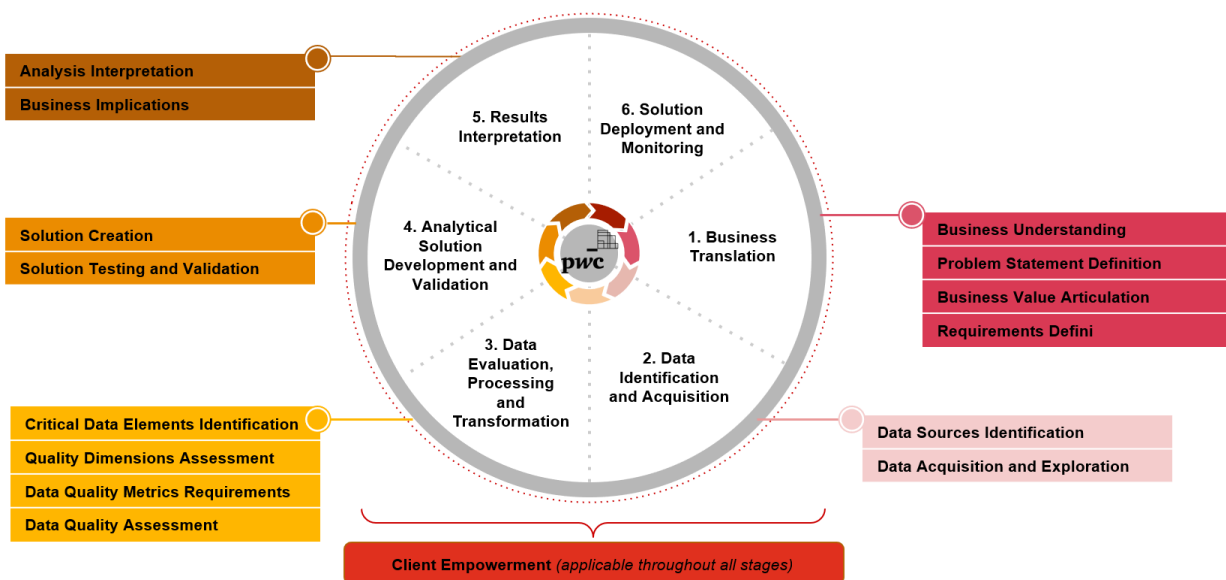 Analysis Interpretation
Business Implications
5. Results
Interpretation
6. Solution
Deployment and
Monitoring
Solution Creation
Solution Testing and Validation
4. Analytical
Solution
Development and
Validation
pwc
1. Business
Translation
Business Understanding
Problem Statement Definition
Business Value Articulation
Requirements Defini
3. Data
Evaluation,
Processing
and
Transformation
2. Data
Identification
and Acquisition
Critical Data Elements Identification
Quality Dimensions Assessment
Data Quality Metrics Requirements
Data Quality Assessment
Data Sources Identification
Data Acquisition and Exploration
Client Empowerment (applicable throughout all stages)